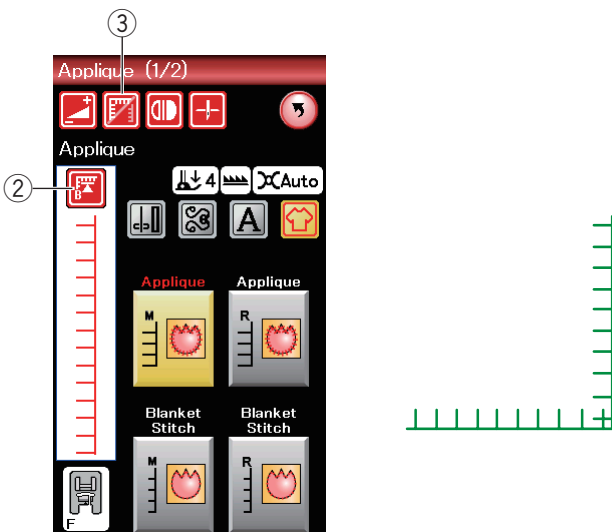 ③
Applique (1/2)
Applique
②
B
4
Auto
A
Applique
Applique
M
R
Blanket
Stitch
Blanket
Stitch
M
R
F